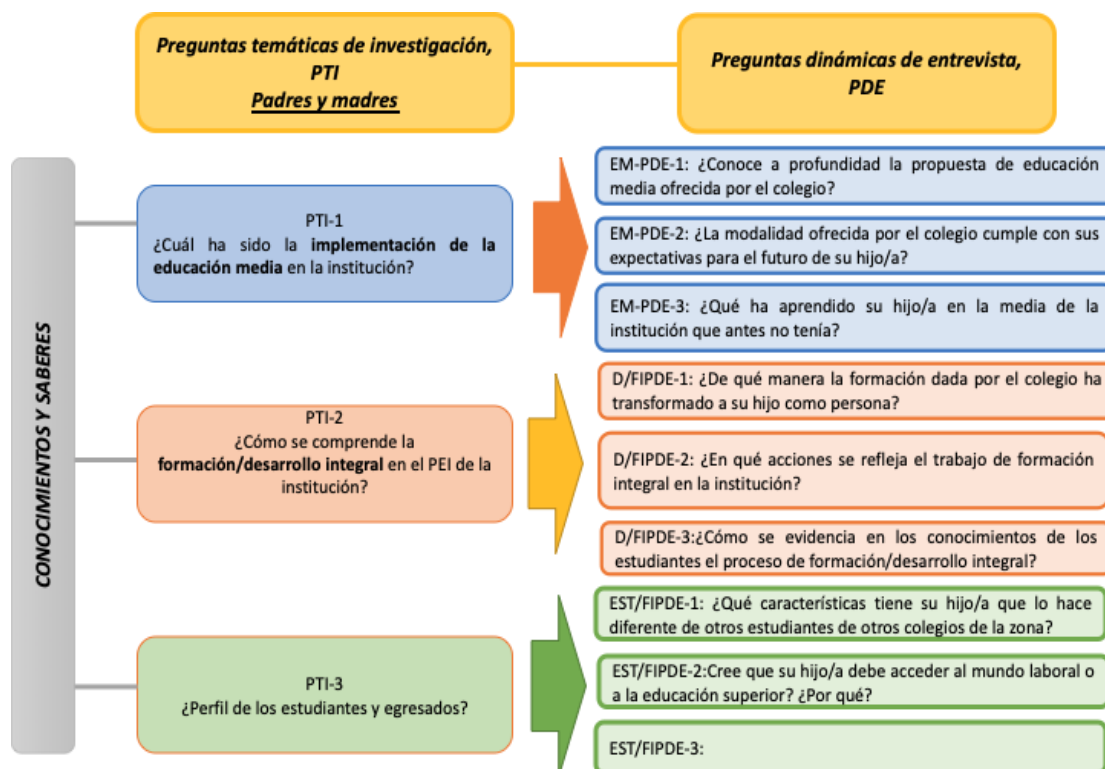 Preguntas temáticas de investigación,
PTI
Padres y madres
Preguntas dinámicas de entrevista,
PDE
CONOCIMIENTOS Y SABERES
PTI-1
¿Cuál ha sido la implementación de la
educación media en la institución?
EM-PDE-1: ¿Conoce a profundidad la propuesta de educación
media ofrecida por el colegio?
EM-PDE-2: ¿La modalidad ofrecida por el colegio cumple con sus
expectativas para el futuro de su hijo/a?
EM-PDE-3: ¿Qué ha aprendido su hijo/a en la media de la
institución que antes no tenía?
PTI-2
¿Cómo se comprende la
formación/desarrollo integral en el PEI de la
institución?
D/FIPDE-1: ¿De qué manera la formación dada por el colegio ha
transformado a su hijo como persona?
D/FIPDE-2: ¿En qué acciones se refleja el trabajo de formación
integral en la institución?
D/FIPDE-3:¿Cómo se evidencia en los conocimientos de los
estudiantes el proceso de formación/desarrollo integral?
PTI-3
¿Perfil de los estudiantes y egresados?
EST/FIPDE-1: ¿Qué características tiene su hijo/a que lo hace
diferente de otros estudiantes de otros colegios de la zona?
EST/FIPDE-2:Cree que su hijo/a debe acceder al mundo laboral o
a la educación superior? ¿Por qué?
EST/FIPDE-3: